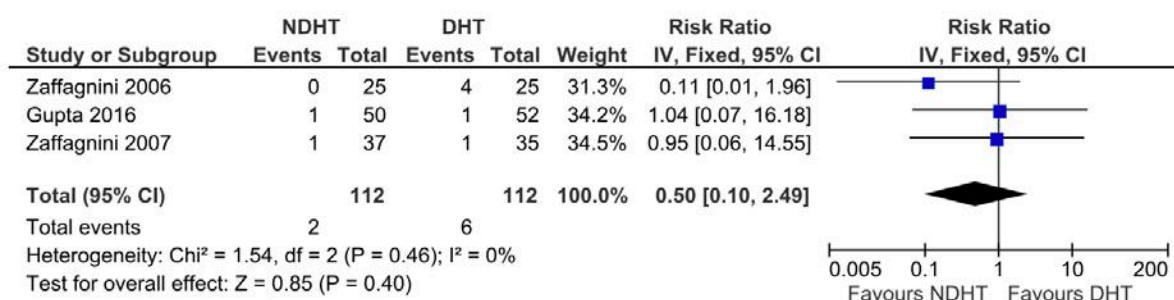 NDHT DHT Risk Ratio Risk Ratio
Study or Subgroup Events Total Events Total Weight IV, Fixed, 95% CI IV, Fixed, 95% CI
Zaffagnini 2006 0 25 4 25 31.3% 0.11 [0.01, 1.96]
Gupta 2016 1 50 1 52 34.2% 1.04 [0.07, 16.18]
Zaffagnini 2007 1 37 1 35 34.5% 0.95 [0.06, 14.55]
Total (95% CI) 112 112 100.0% 0.50 [0.10, 2.49]
Total events 2 6
Heterogeneity: Chi² = 1.54, df = 2 (P = 0.46); I² = 0%
Test for overall effect: Z = 0.85 (P = 0.40)
0.005 0.1 1 10 200
Favours NDHT Favours DHT